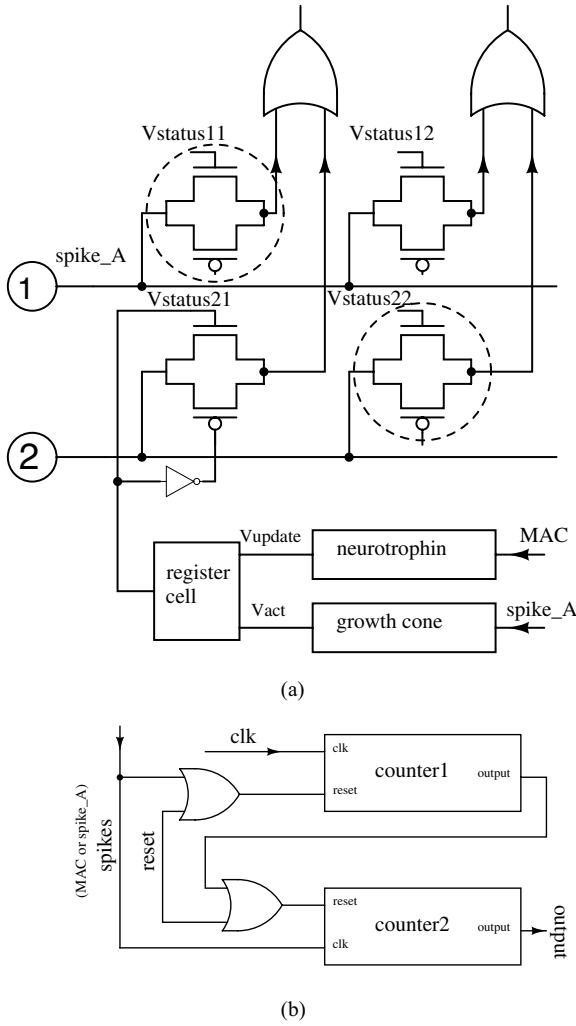 Vstatus11
Vstatus12
spike_A
1
Vstatus21
Vstatus22
2
Vupdate
neurotrophin
MAC
register
cell
Vact
growth cone
spike_A
(a)
clk
clk
counter1
output
reset
(MAC or spike_A)
spikes
reset
reset
counter2
output
clk
output
(b)